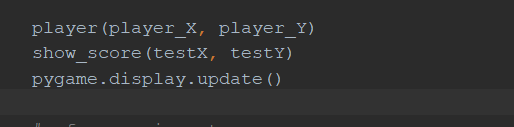 player(player_X, player_Y)
show_score(testX, testY)
pygame.display.update()